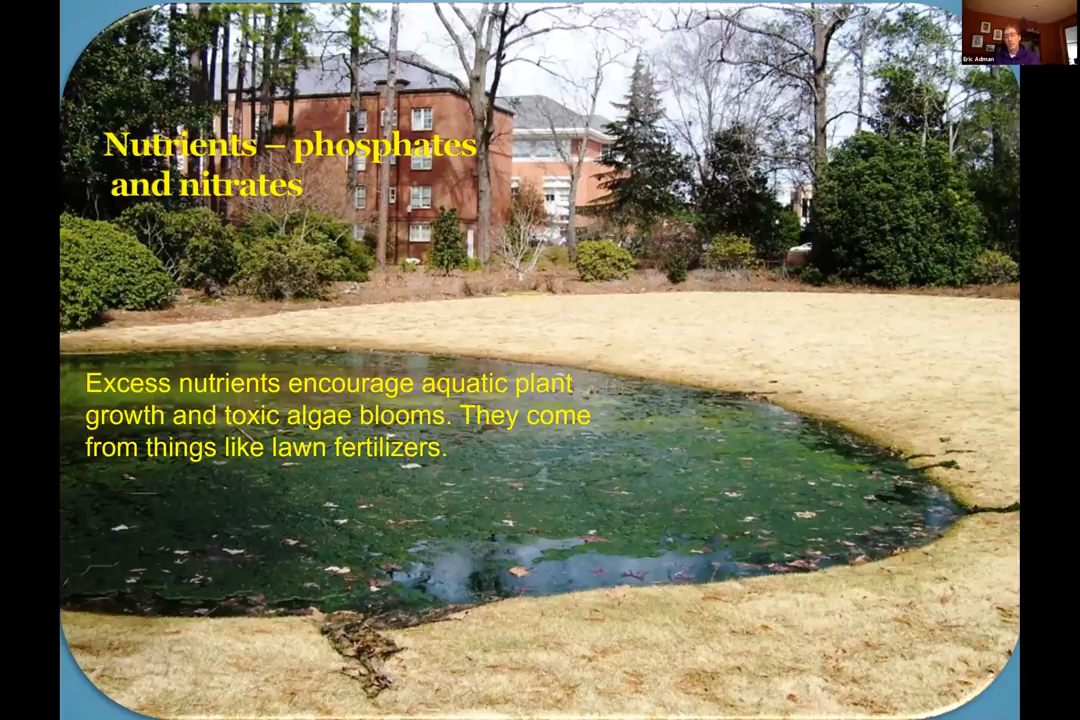 Nutrients – phosphates
and nitrates
Excess nutrients encourage aquatic plant
growth and toxic algae blooms. They come
from things like lawn fertilizers.
Eric Adman